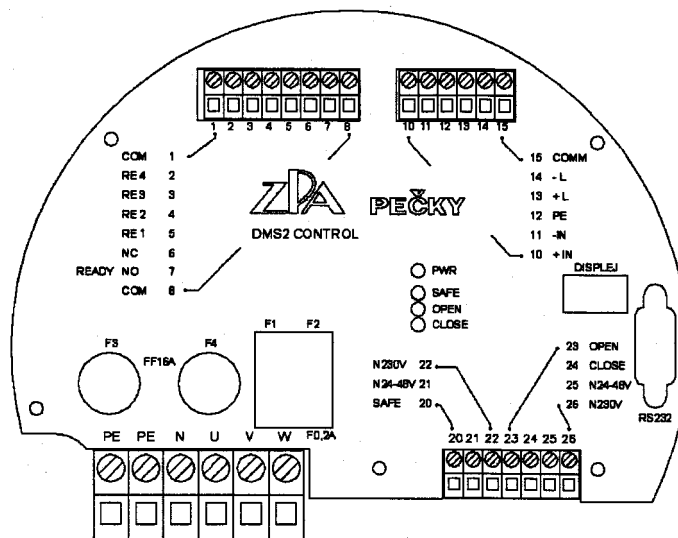 1 2 3 4 5 6 7 8
10 11 12 13 14 15
COM 1
RE4 2
RE3 3
RE2 4
RE1 5
NC 6
READY NO 7
COM 8
ZPA PEČKY
DMS2 CONTROL
15 COMM
14 -L
13 +L
12 PE
11 -IN
10 +IN
PWR
SAFE
OPEN
CLOSE
DISPLEJ
RS232
F1 F2
F3 FF16A F4
F0,2A
N230V 22
N24-48V 21
SAFE 20
23 OPEN
24 CLOSE
25 N24-48V
26 N230V
PE PE N U V W
20 21 22 23 24 25 26